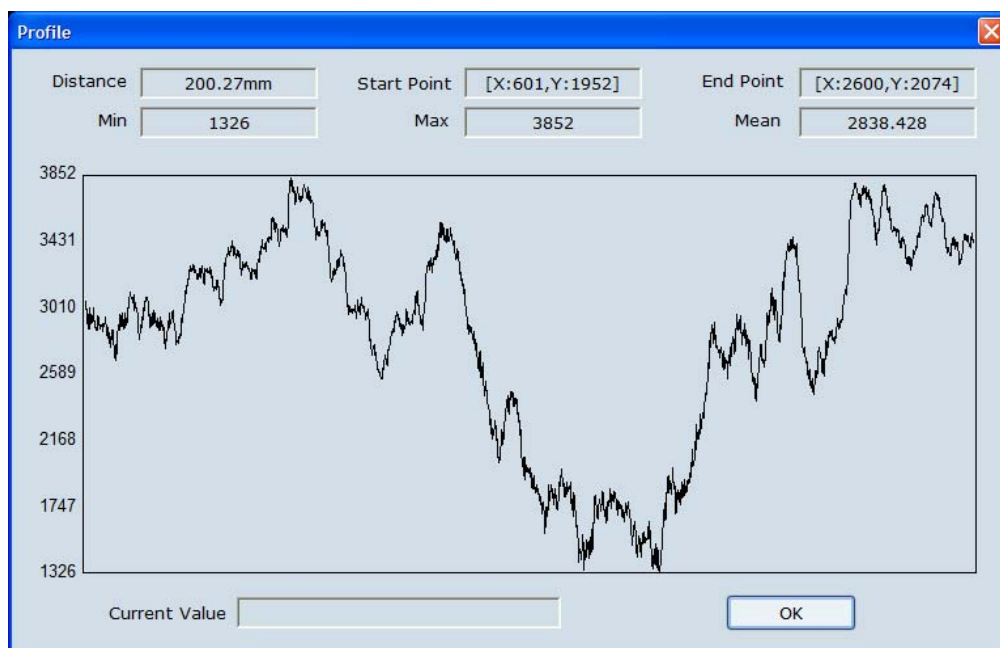 Profile
Distance 200.27mm Start Point [X:601,Y:1952] End Point [X:2600,Y:2074]
Min 1326 Max 3852 Mean 2838.428
3852
3431
3010
2589
2168
1747
1326
Current Value OK